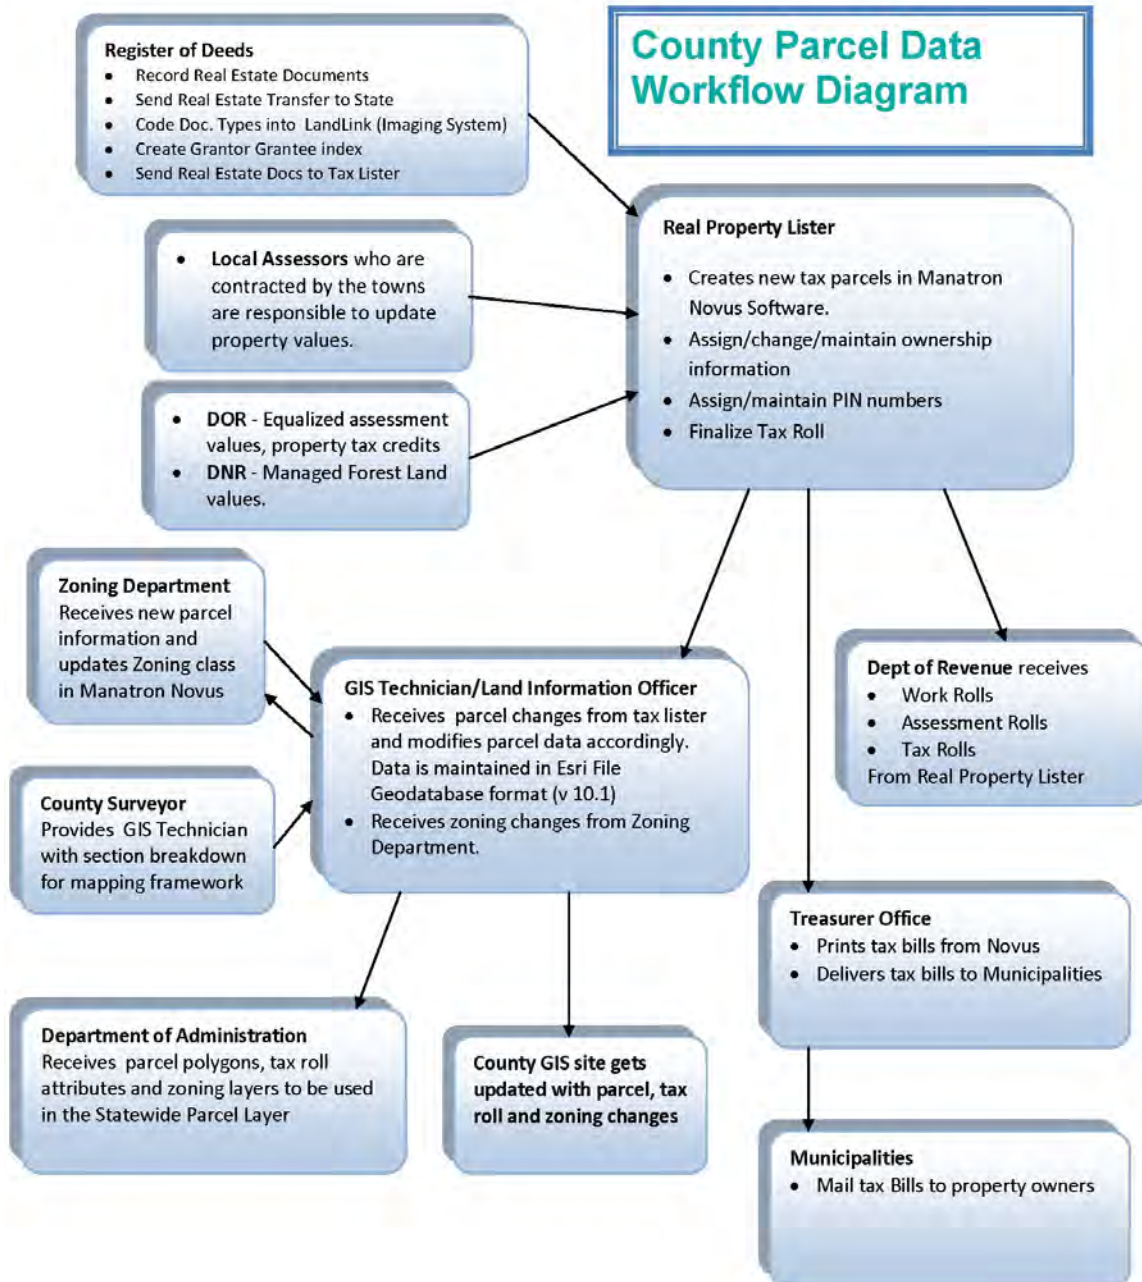 County Parcel Data
Workflow Diagram
Register of Deeds
• Record Real Estate Documents
• Send Real Estate Transfer to State
• Code Doc. Types into LandLink (Imaging System)
• Create Grantor Grantee index
• Send Real Estate Docs to Tax Lister
Real Property Lister
• Creates new tax parcels in Manatron
Novus Software.
• Assign/change/maintain ownership
information
• Assign/maintain PIN numbers
• Finalize Tax Roll
• Local Assessors who are
contracted by the towns
are responsible to update
property values.
• DOR - Equalized assessment
values, property tax credits
• DNR - Managed Forest Land
values.
Zoning Department
Receives new parcel
information and
updates Zoning class
in Manatron Novus
GIS Technician/Land Information Officer
• Receives parcel changes from tax lister
and modifies parcel data accordingly.
Data is maintained in Esri File
Geodatabase format (v 10.1)
• Receives zoning changes from Zoning
Department.
Dept of Revenue receives
• Work Rolls
• Assessment Rolls
• Tax Rolls
From Real Property Lister
County Surveyor
Provides GIS Technician
with section breakdown
for mapping framework
Treasurer Office
• Prints tax bills from Novus
• Delivers tax bills to Municipalities
Department of Administration
Receives parcel polygons, tax roll
attributes and zoning layers to be used
in the Statewide Parcel Layer
County GIS site gets
updated with parcel, tax
roll and zoning changes
Municipalities
• Mail tax Bills to property owners